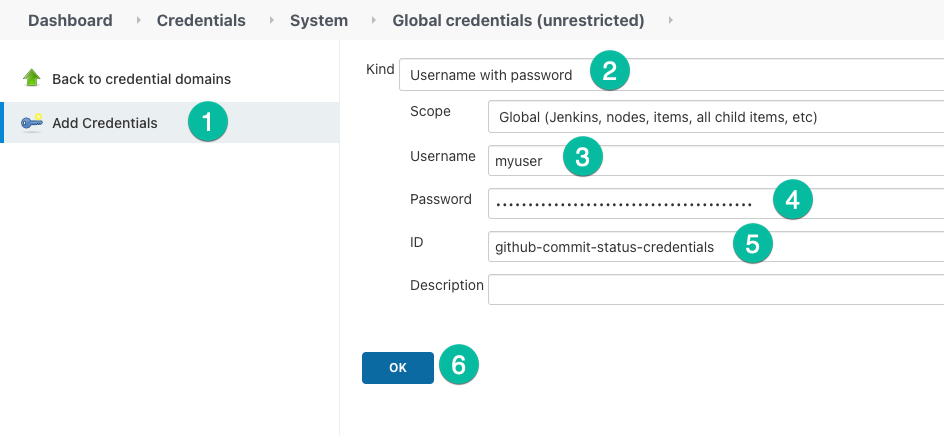 Dashboard Credentials System Global credentials (unrestricted)
Back to credential domains
Add Credentials 1
Kind Username with password 2
Scope Global (Jenkins, nodes, items, all child items, etc)
Username myuser 3
Password •••••••••••••••••••••••••••••••••••••••• 4
ID github-commit-status-credentials 5
Description
OK 6